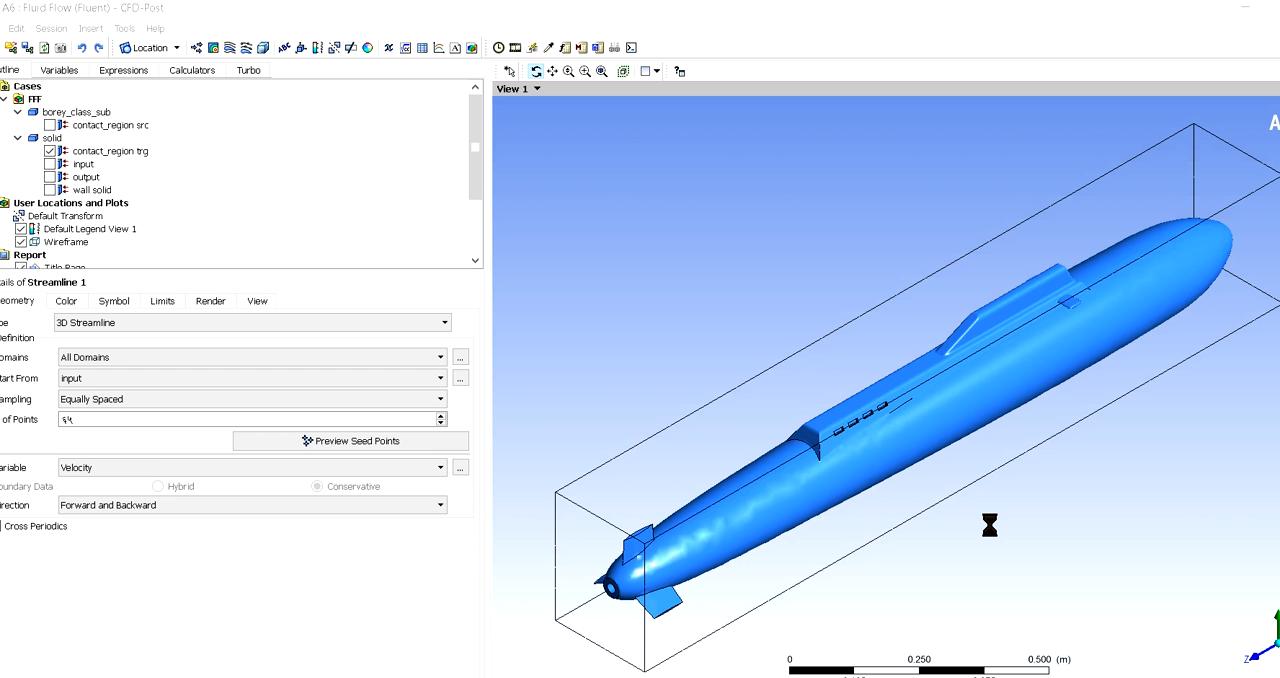 A6 : Fluid Flow (Fluent) - CFD-Post
Edit Session Insert Tools Help
Location
utline Variables Expressions Calculators Turbo
Cases
FFF
borey_class_sub
contact_region src
solid
contact_region trg
input
output
wall solid
User Locations and Plots
Default Transform
Default Legend View 1
Wireframe
Report
Title Page
tails of Streamline 1
eometry Color Symbol Limits Render View
pe 3D Streamline
efinition
omains All Domains ...
tart From input ...
ampling Equally Spaced
of Points
Preview Seed Points
ariable Velocity ...
oundary Data Hybrid Conservative
irection Forward and Backward
Cross Periodics
View 1
A
0 0.250 0.500 (m)
Z